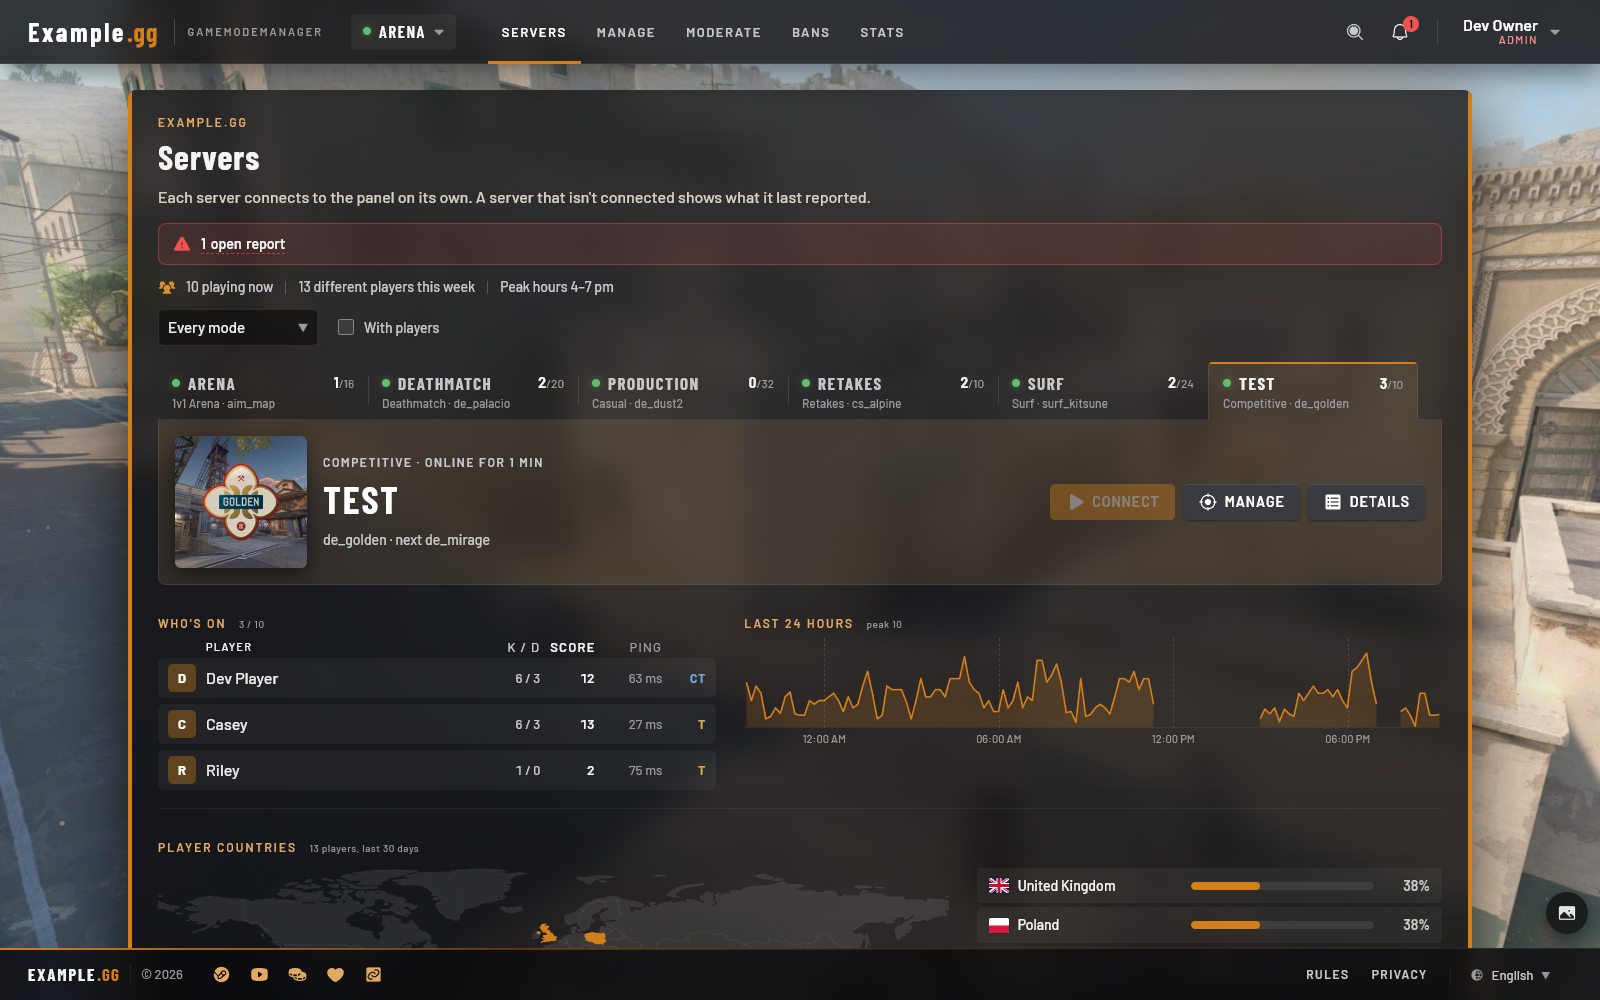 Example.gg GAMEMODEMANAGER ARENA SERVERS MANAGE MODERATE BANS STATS 1 Dev Owner
ADMIN
EXAMPLE.GG
Servers
Each server connects to the panel on its own. A server that isn't connected shows what it last reported.
1 open report
10 playing now 13 different players this week Peak hours 4–7 pm
Every mode With players
ARENA 1/16 DEATHMATCH 2/20 PRODUCTION 0/32 RETAKES 2/10 SURF 2/24 TEST 3/10
1v1 Arena · aim_map Deathmatch · de_palacio Casual · de_dust2 Retakes · cs_alpine Surf · surf_kitsune Competitive · de_golden
COMPETITIVE · ONLINE FOR 1 MIN
GOLDEN TEST CONNECT MANAGE DETAILS
de_golden · next de_mirage
WHO'S ON 3 / 10 LAST 24 HOURS peak 10
PLAYER K / D SCORE PING
D Dev Player 6 / 3 12 63 ms CT
C Casey 6 / 3 13 27 ms T
12:00 AM 06:00 AM 12:00 PM 06:00 PM
R Riley 1 / 0 2 75 ms T
PLAYER COUNTRIES 13 players, last 30 days
United Kingdom 38%
Poland 38%
EXAMPLE.GG © 2026 RULES PRIVACY English